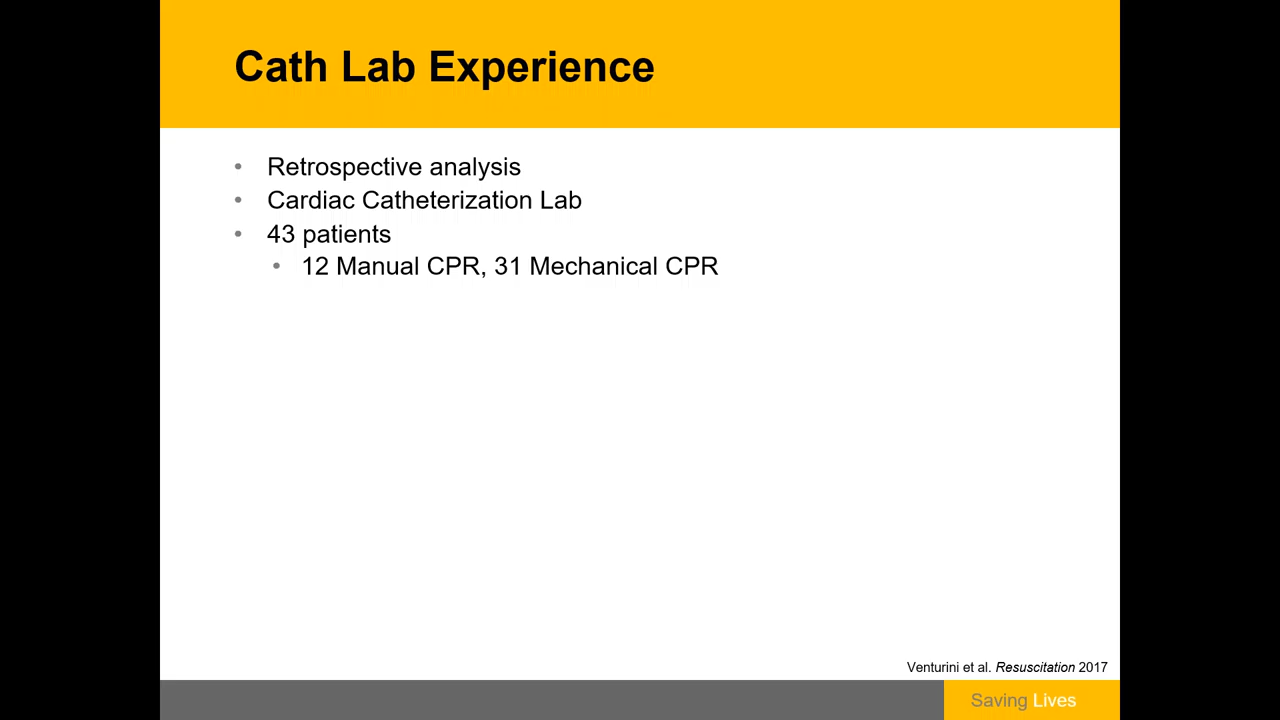 Cath Lab Experience
• Retrospective analysis
• Cardiac Catheterization Lab
• 43 patients
• 12 Manual CPR, 31 Mechanical CPR
Venturini et al. Resuscitation 2017
Saving Lives